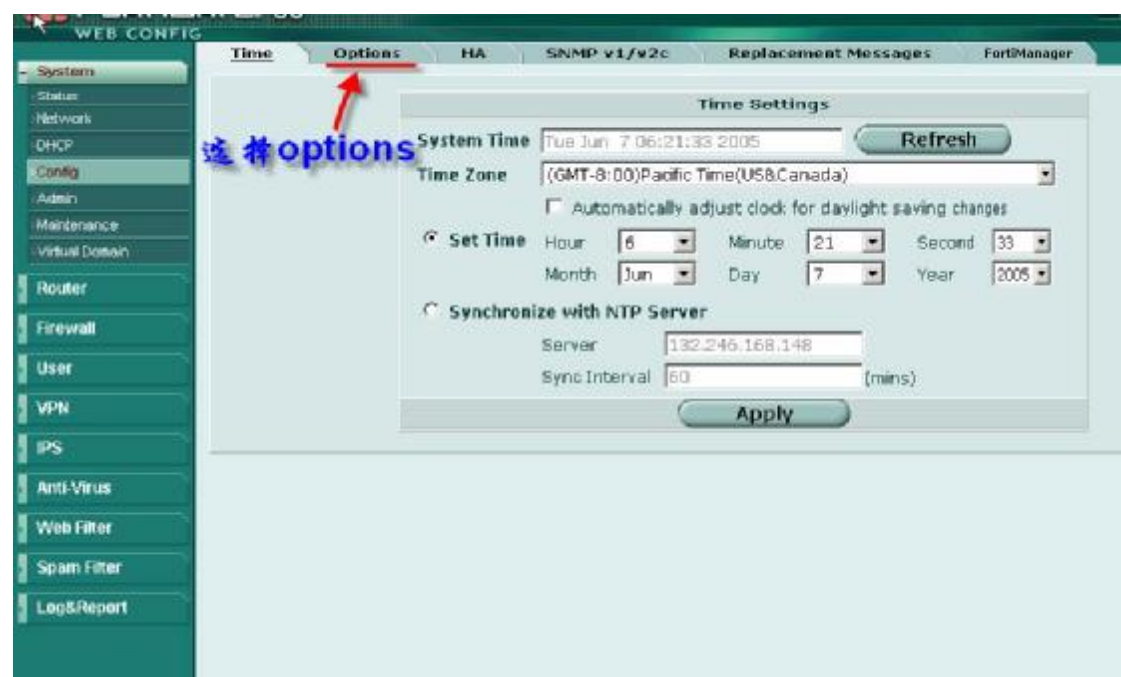 WEB CONFIG
Time Options HA SNMP v1/v2c Replacement Messages FortiManager
System
Status
Network
DHCP
Config
Admin
Maintenance
Virtual Domain
Router
Firewall
User
VPN
IPS
Anti-Virus
Web Filter
Spam Filter
Log&Report
选择options
Time Settings
System Time Tue Jun 7 06:21:33 2005 Refresh
Time Zone (GMT-8:00)Pacific Time(US&Canada)
Automatically adjust clock for daylight saving changes
Set Time Hour 6 Minute 21 Second 33
Month Jun Day 7 Year 2005
Synchronize with NTP Server
Server 132.246.168.148
Sync Interval 60 (mins)
Apply